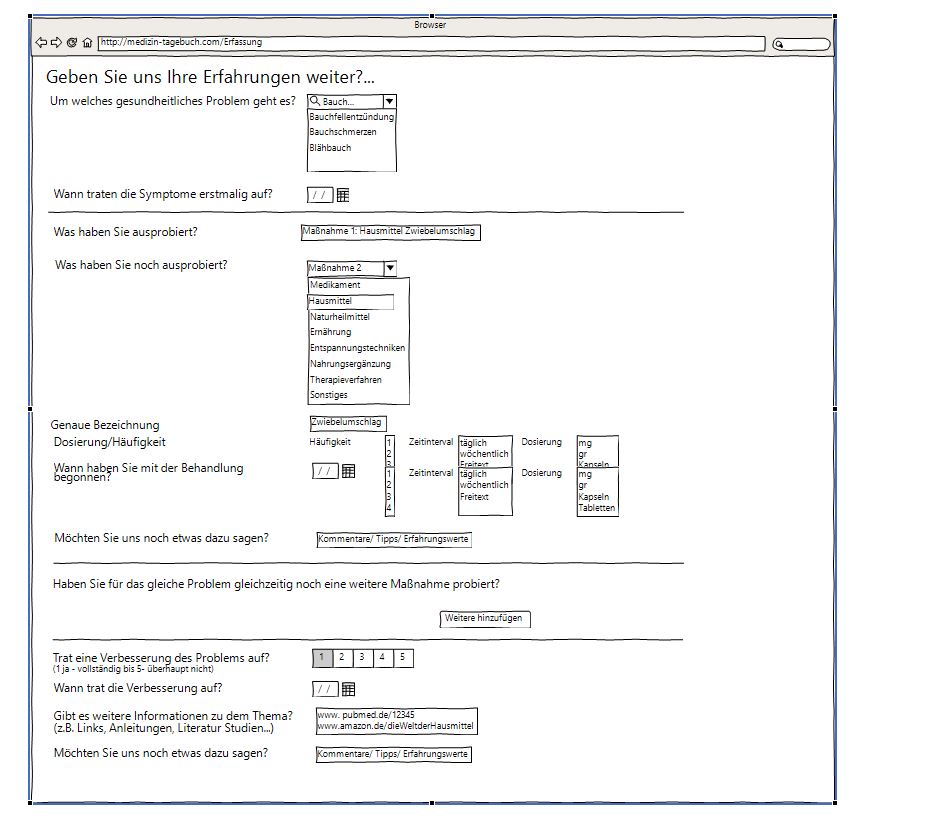 Browser
http://medizin-tagebuch.com/Erfassung
Geben Sie uns Ihre Erfahrungen weiter?...
Um welches gesundheitliches Problem geht es?
Bauch...
Bauchfellentzündung
Bauchschmerzen
Blähbauch
Wann traten die Symptome erstmalig auf?
/ /
Was haben Sie ausprobiert?
Maßnahme 1: Hausmittel Zwiebelumschlag
Was haben Sie noch ausprobiert?
Maßnahme 2
Medikament
Hausmittel
Naturheilmittel
Ernährung
Entspannungstechniken
Nahrungsergänzung
Therapieverfahren
Sonstiges
Genaue Bezeichnung
Zwiebelumschlag
Dosierung/Häufigkeit
Häufigkeit
1
2
3
Zeitinterval
täglich
wöchentlich
Freitext
Dosierung
mg
gr
Kapseln
Wann haben Sie mit der Behandlung
begonnen?
/ /
1
2
3
4
Zeitinterval
täglich
wöchentlich
Freitext
Dosierung
mg
gr
Kapseln
Tabletten
Möchten Sie uns noch etwas dazu sagen?
Kommentare/ Tipps/ Erfahrungswerte
Haben Sie für das gleiche Problem gleichzeitig noch eine weitere Maßnahme probiert?
Weitere hinzufügen
Trat eine Verbesserung des Problems auf?
(1 ja - vollständig bis 5- überhaupt nicht)
1 2 3 4 5
Wann trat die Verbesserung auf?
/ /
Gibt es weitere Informationen zu dem Thema?
(z.B. Links, Anleitungen, Literatur Studien...)
www. pubmed.de/12345
www.amazon.de/dieWeltderHausmittel
Möchten Sie uns noch etwas dazu sagen?
Kommentare/ Tipps/ Erfahrungswerte